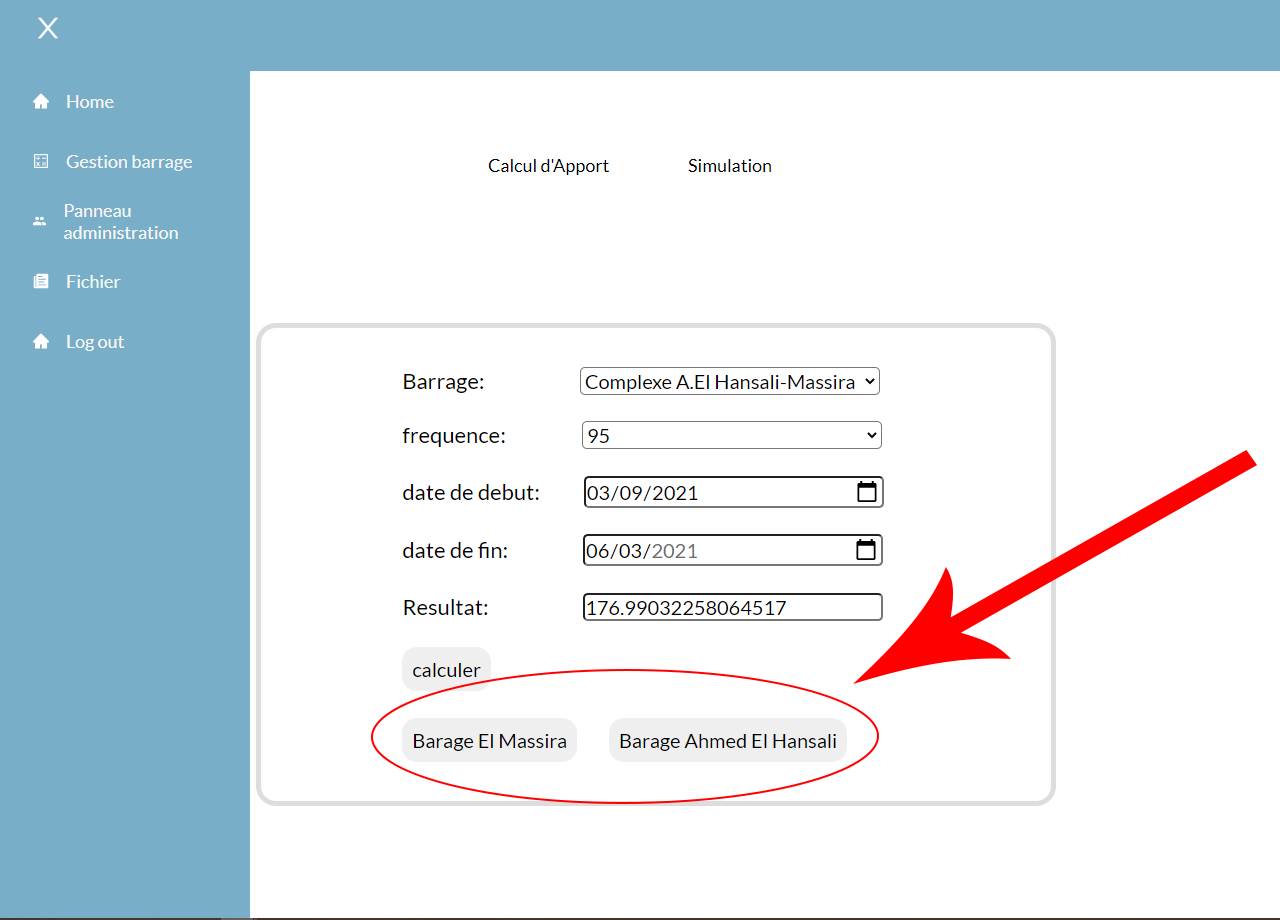 X
Home
Gestion barrage
Panneau
administration
Fichier
Log out
Calcul d'Apport Simulation
Barrage: Complexe A.El Hansali-Massira
frequence: 95
date de debut: 03/09/2021
date de fin: 06/03/2021
Resultat: 176.99032258064517
calculer
Barage El Massira Barage Ahmed El Hansali